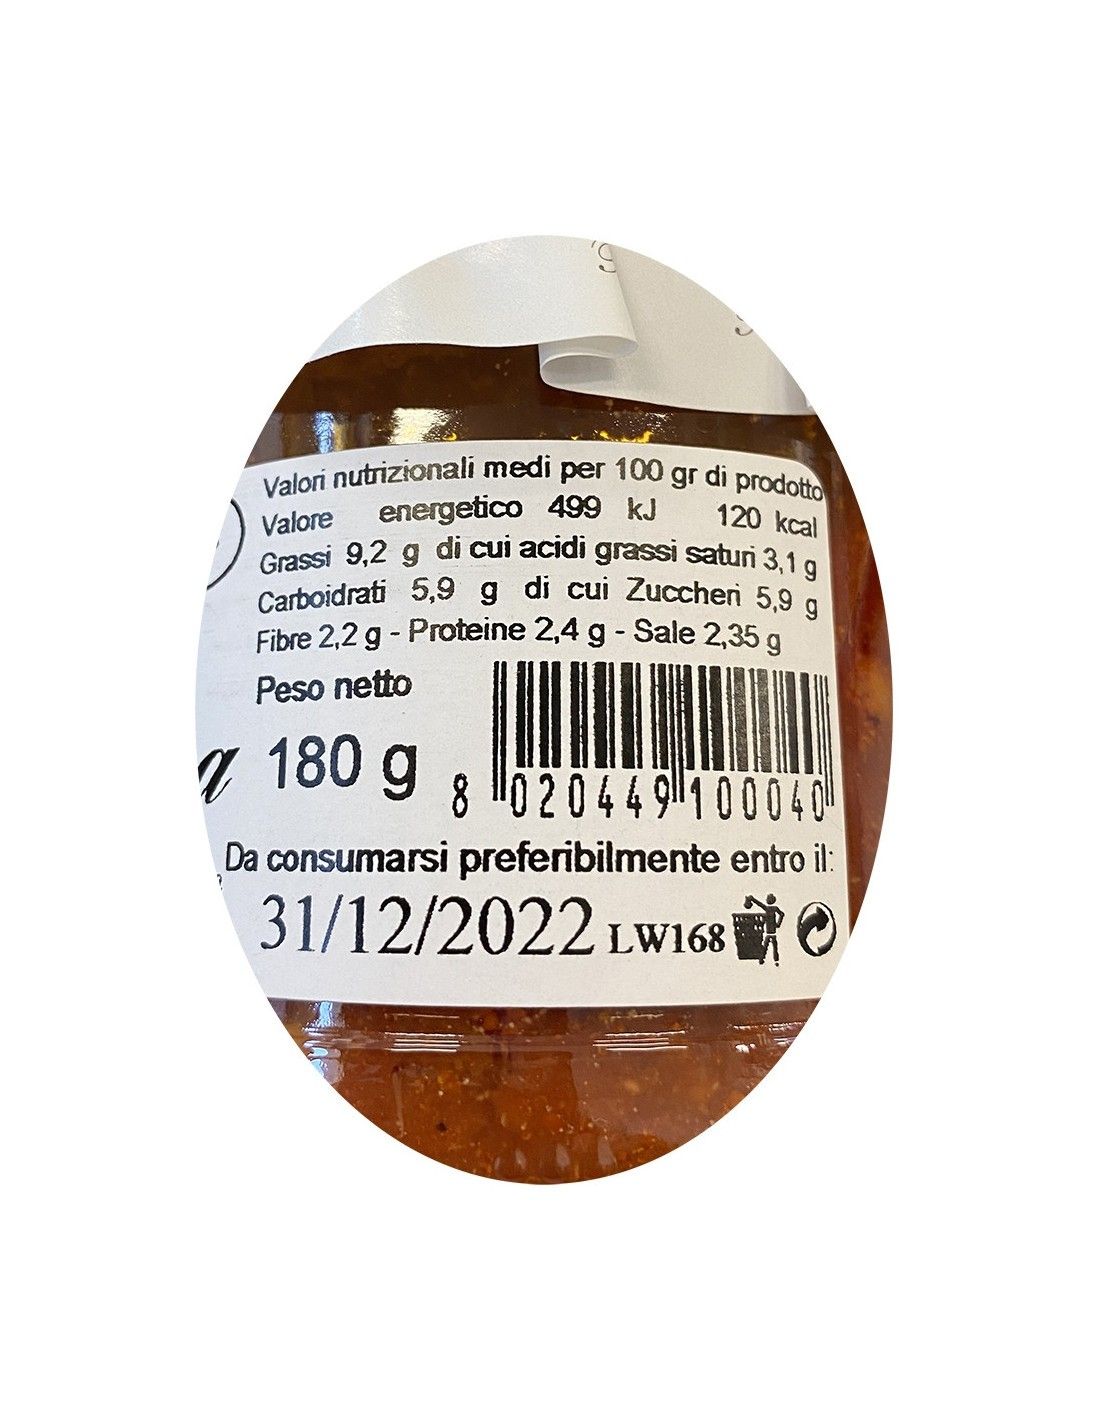 Valori nutrizionali medi per 100 gr di prodotto
Valore energetico 499 kJ 120 kcal
Grassi 9,2 g di cui acidi grassi saturi 3,1 g
Carboidrati 5,9 g di cui Zuccheri 5,9 g
Fibre 2,2 g - Proteine 2,4 g - Sale 2,35 g
Peso netto
180 g
8 020449 100040
Da consumarsi preferibilmente entro il:
31/12/2022 LW168